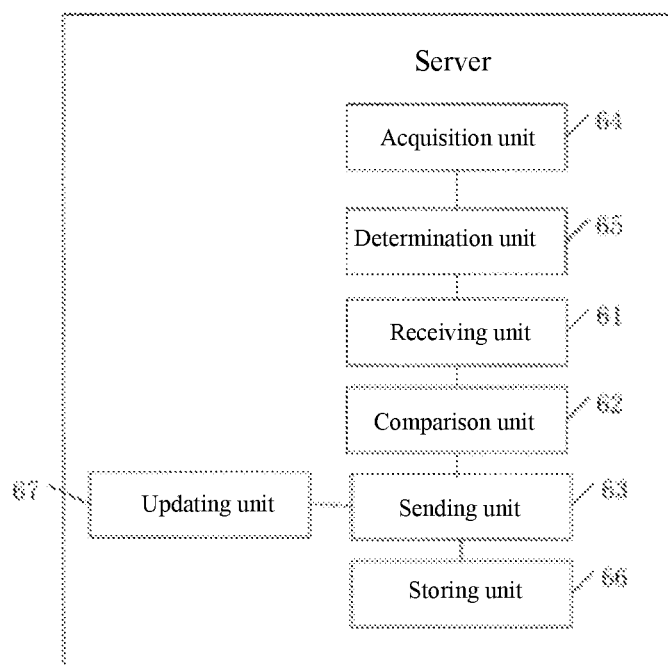 Server
Acquisition unit
64
Determination unit
65
Receiving unit
61
Comparison unit
62
67
Updating unit
Sending unit
63
Storing unit
66